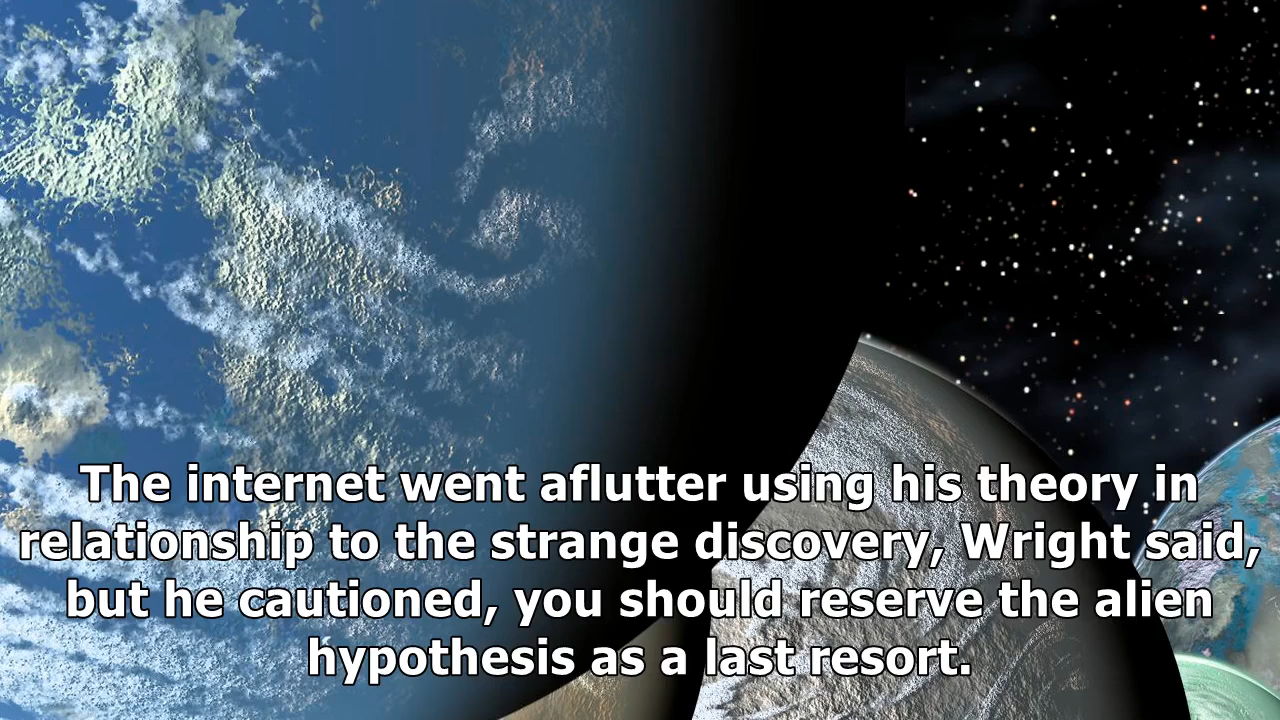 The internet went aflutter using his theory in
relationship to the strange discovery, Wright said,
but he cautioned, you should reserve the alien
hypothesis as a last resort.